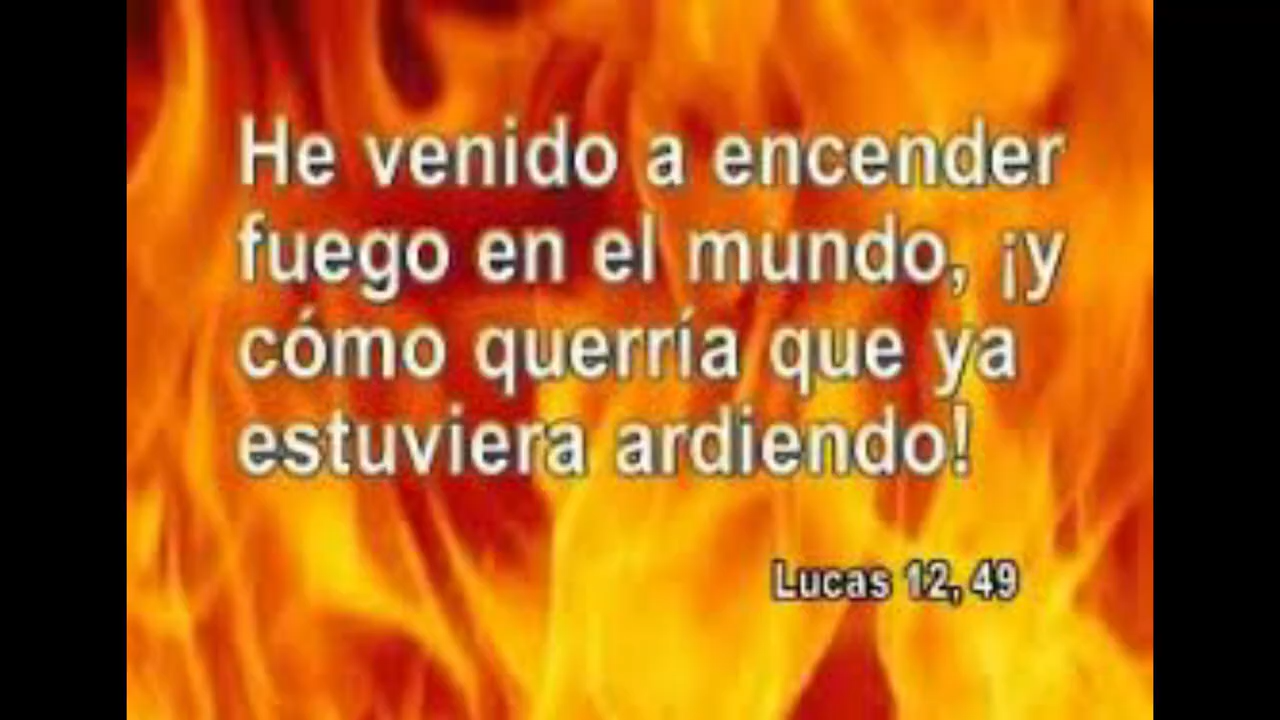 He venido a encender
fuego en el mundo, ¡y
cómo querría que ya
estuviera ardiendo!
Lucas 12, 49